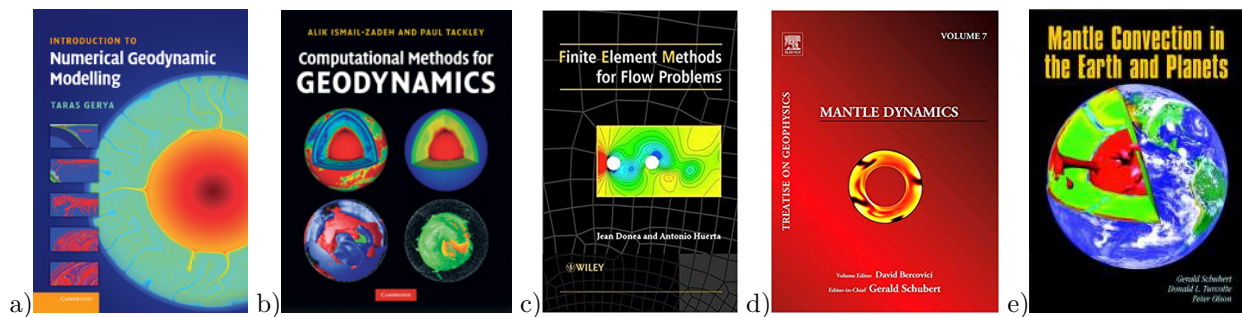 a)
INTRODUCTION TO
Numerical Geodynamic
Modelling
TARAS GERYA
CAMBRIDGE
b)
ALIK ISMAIL-ZADEH AND PAUL TACKLEY
Computational Methods for
GEODYNAMICS
CAMBRIDGE
c)
Finite Element Methods
for Flow Problems
Jean Donea and Antonio Huerta
WILEY
d)
ELSEVIER
VOLUME 7
TREATISE ON GEOPHYSICS
MANTLE DYNAMICS
Volume Editor David Bercovici
Editor-in-Chief Gerald Schubert
e)
Mantle Convection in
the Earth and Planets
Gerald Schubert
Donald L. Turcotte
Peter Olson